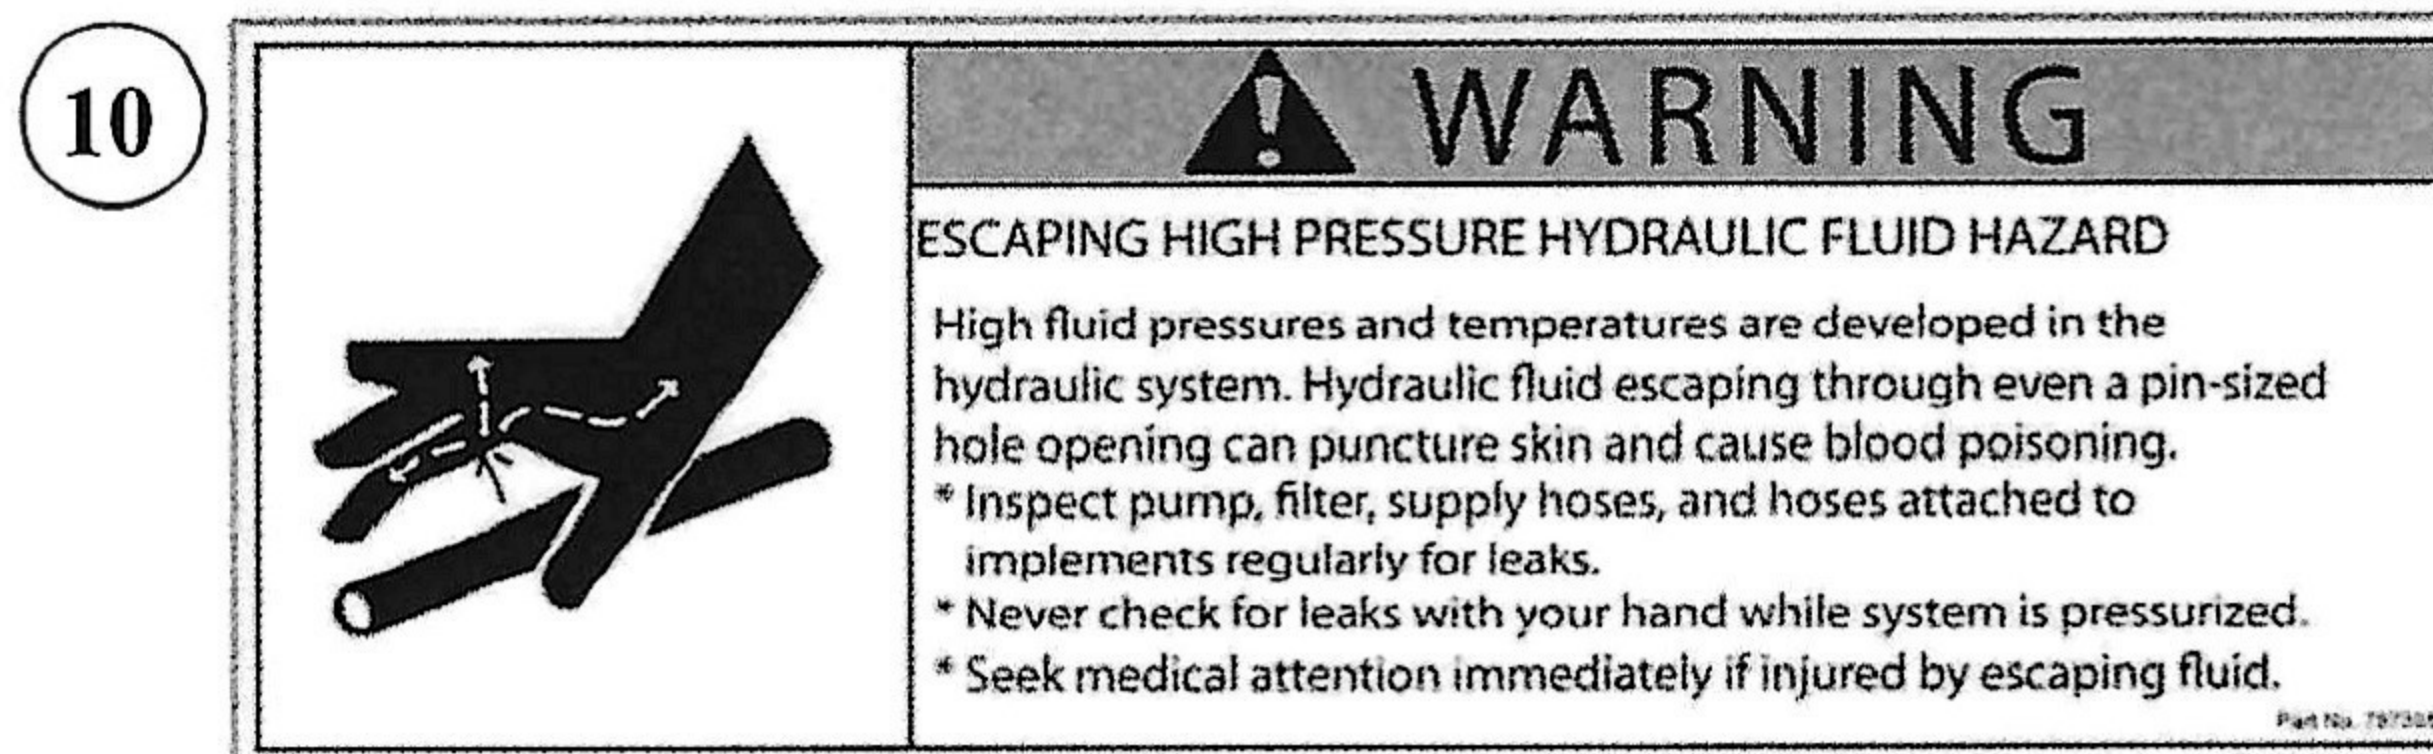 10
WARNING
ESCAPING HIGH PRESSURE HYDRAULIC FLUID HAZARD
High fluid pressures and temperatures are developed in the
hydraulic system. Hydraulic fluid escaping through even a pin-sized
hole opening can puncture skin and cause blood poisoning.
* Inspect pump, filter, supply hoses, and hoses attached to
implements regularly for leaks.
* Never check for leaks with your hand while system is pressurized.
* Seek medical attention immediately if injured by escaping fluid.
Part No.